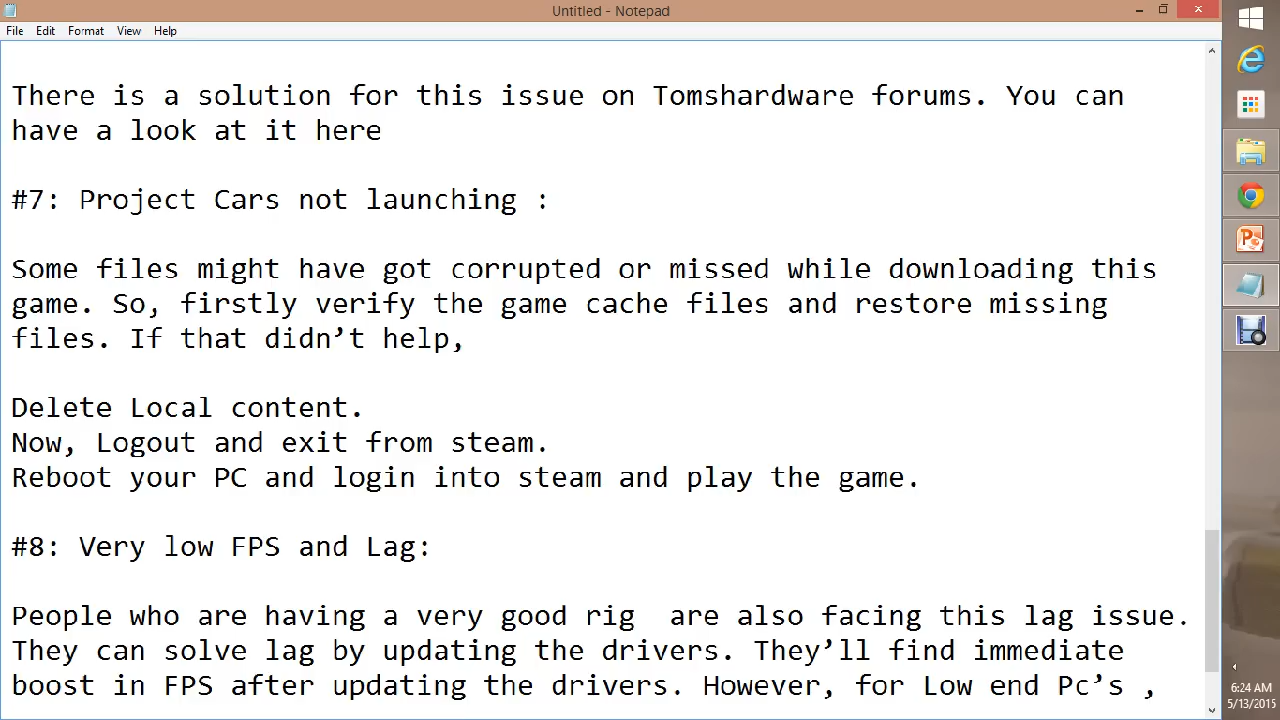 Untitled - Notepad
File Edit Format View Help
There is a solution for this issue on Tomshardware forums. You can
have a look at it here
#7: Project Cars not launching :
Some files might have got corrupted or missed while downloading this
game. So, firstly verify the game cache files and restore missing
files. If that didn’t help,
Delete Local content.
Now, Logout and exit from steam.
Reboot your PC and login into steam and play the game.
#8: Very low FPS and Lag:
People who are having a very good rig  are also facing this lag issue.
They can solve lag by updating the drivers. They’ll find immediate
boost in FPS after updating the drivers. However, for Low end Pc’s ,
6:24 AM
5/13/2015